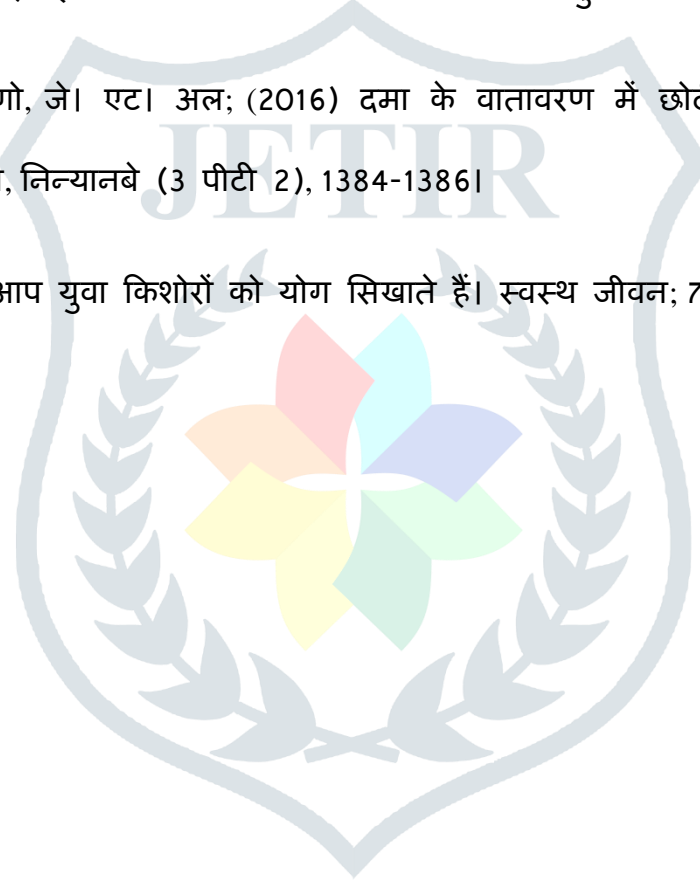 गो, जे। एट। अल; (2016) दमा के वातावरण में
, निन्यानबे (3 पीटी 2), 1384-1386।
JETIR
आप युवा किशोरों को योग सिखाते हैं। स्वस्थ जीवन; 7